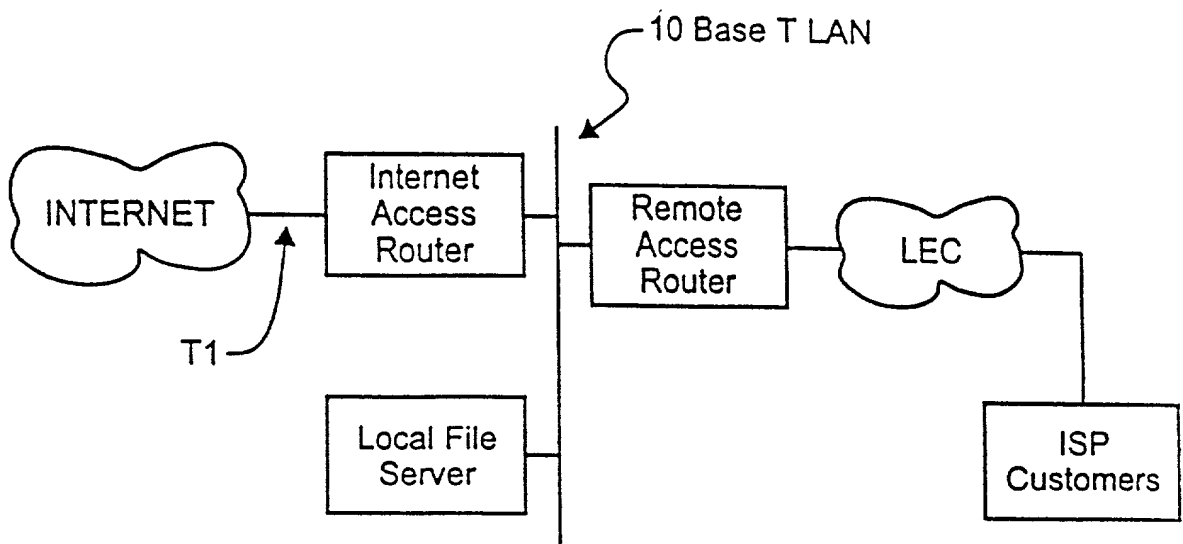 10 Base T LAN
INTERNET
Internet
Access
Router
Remote
Access
Router
LEC
T1
Local File
Server
ISP
Customers